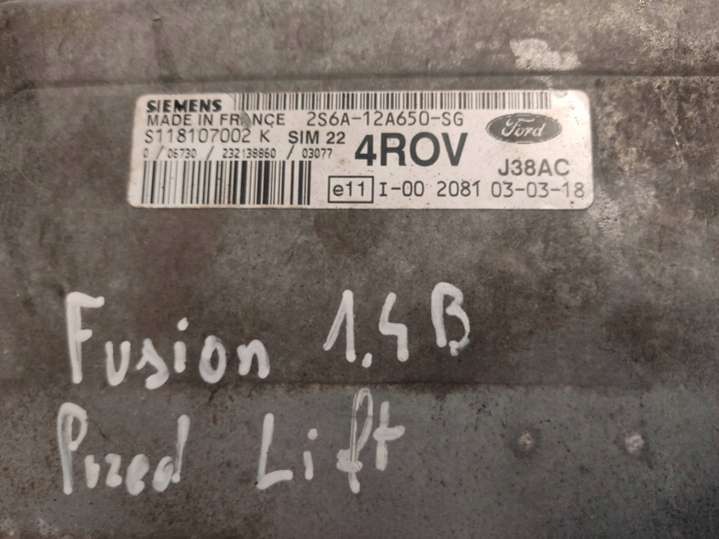 SIEMENS
MADE IN FRANCE 2S6A-12A650-SG
S118107002 K SIM 22 4ROV Ford
0 / 06730 / 232138860 / 03077
J38AC
e11 I-00 2081 03-03-18
Fusion 1.4 B
Przed Lift